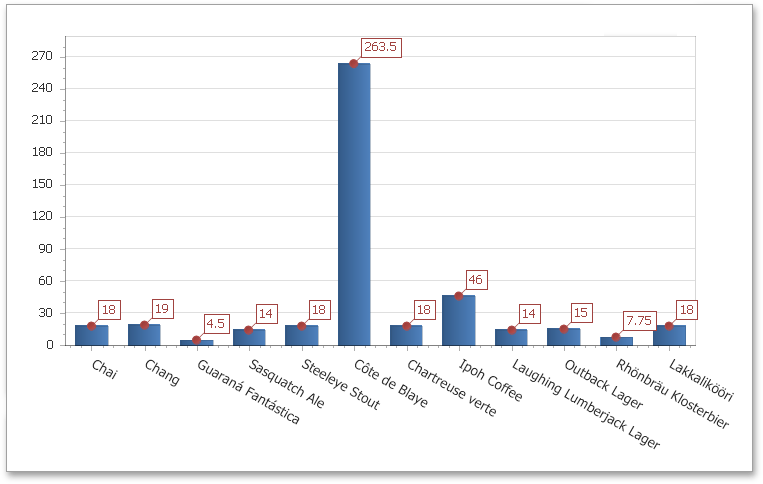 263.5
270
240
210
180
150
120
90
60
30
0
18
19
4.5
14
18
18
46
14
15
7.75
18
Chai
Chang
Guaraná Fantástica
Sasquatch Ale
Steeleye Stout
Côte de Blaye
Chartreuse verte
Ipoh Coffee
Laughing Lumberjack Lager
Outback Lager
Rhönbräu Klosterbier
Lakkalikööri